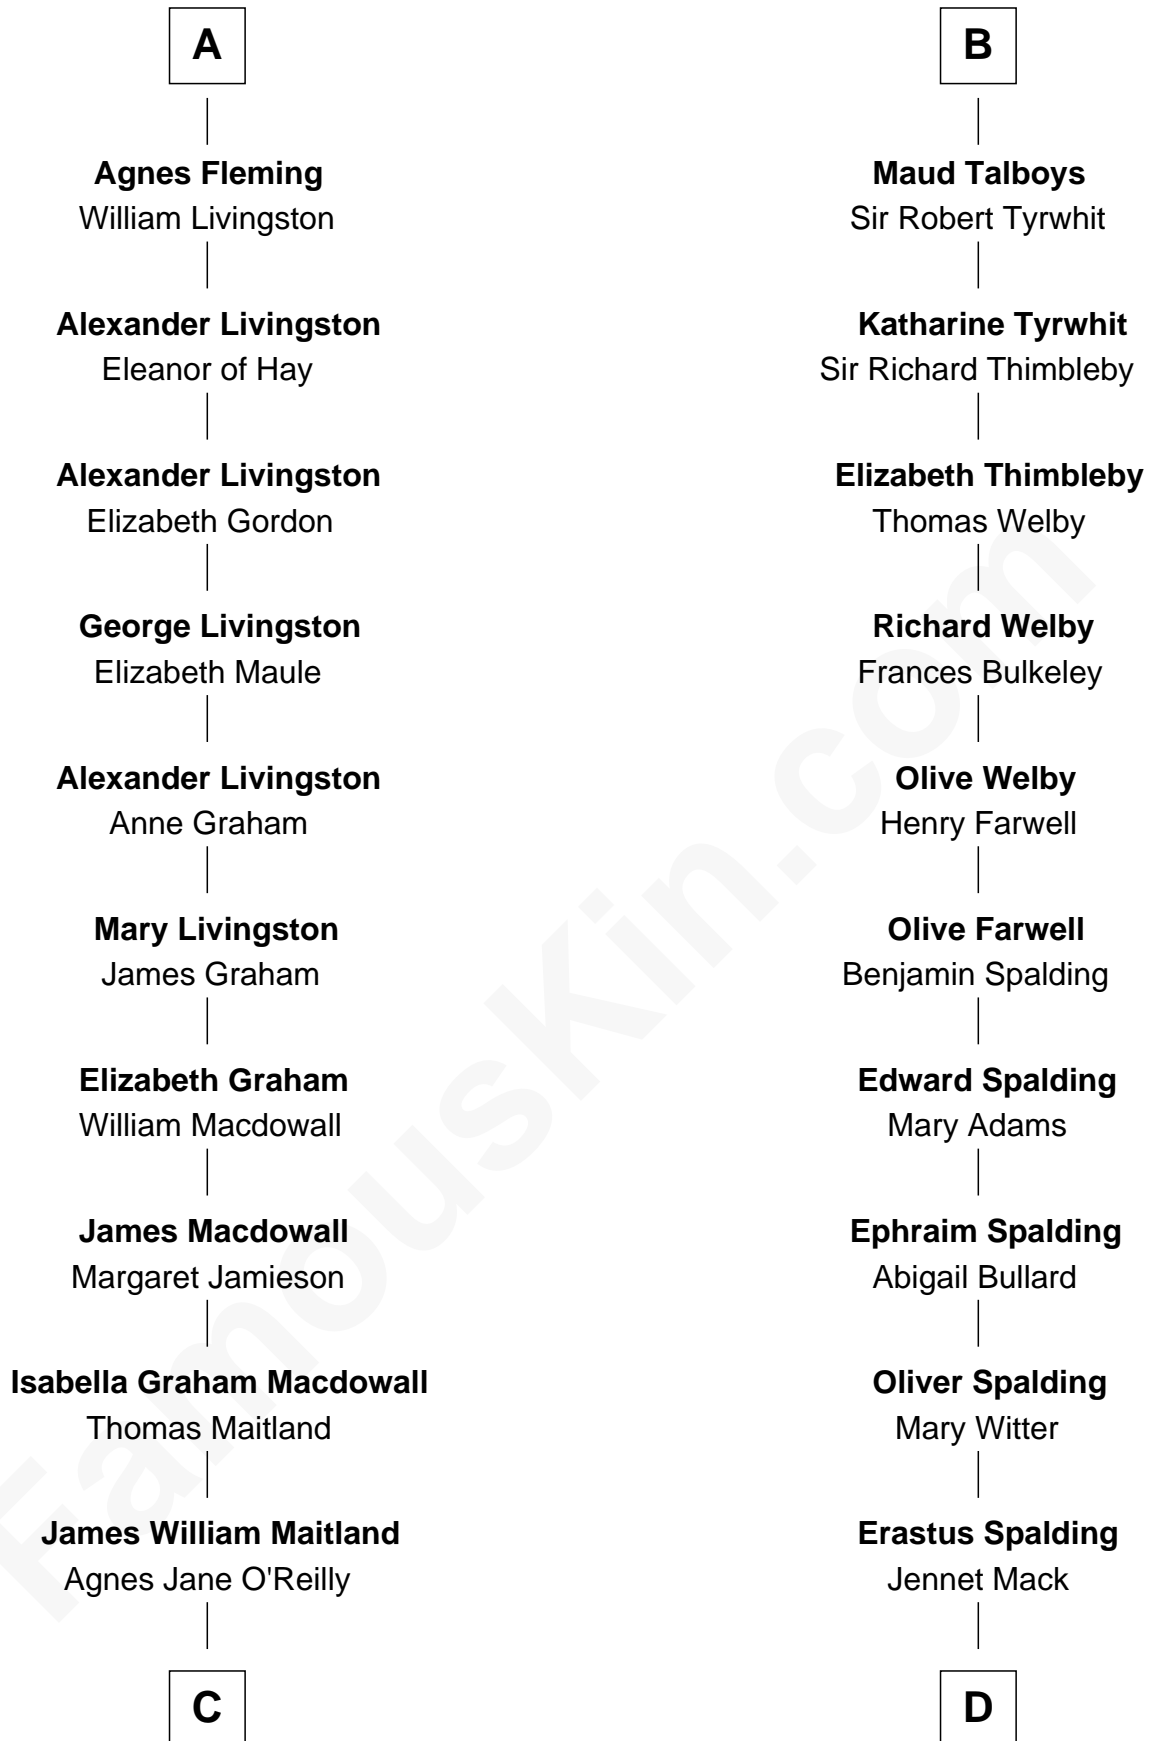 A
Agnes Fleming
William Livingston
Alexander Livingston
Eleanor of Hay
Alexander Livingston
Elizabeth Gordon
George Livingston
Elizabeth Maule
Alexander Livingston
Anne Graham
Mary Livingston
James Graham
Elizabeth Graham
William Macdowall
James Macdowall
Margaret Jamieson
Isabella Graham Macdowall
Thomas Maitland
James William Maitland
Agnes Jane O'Reilly
C
B
Maud Talboys
Sir Robert Tyrwhit
Katharine Tyrwhit
Sir Richard Thimbleby
Elizabeth Thimbleby
Thomas Welby
Richard Welby
Frances Bulkeley
Olive Welby
Henry Farwell
Olive Farwell
Benjamin Spalding
Edward Spalding
Mary Adams
Ephraim Spalding
Abigail Bullard
Oliver Spalding
Mary Witter
Erastus Spalding
Jennet Mack
D
FamousKin.com